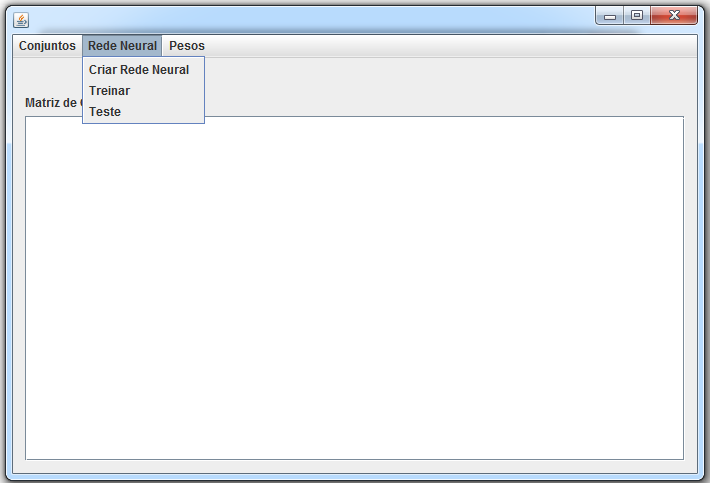 Conjuntos Rede Neural Pesos
Criar Rede Neural
Treinar
Matriz de
Teste